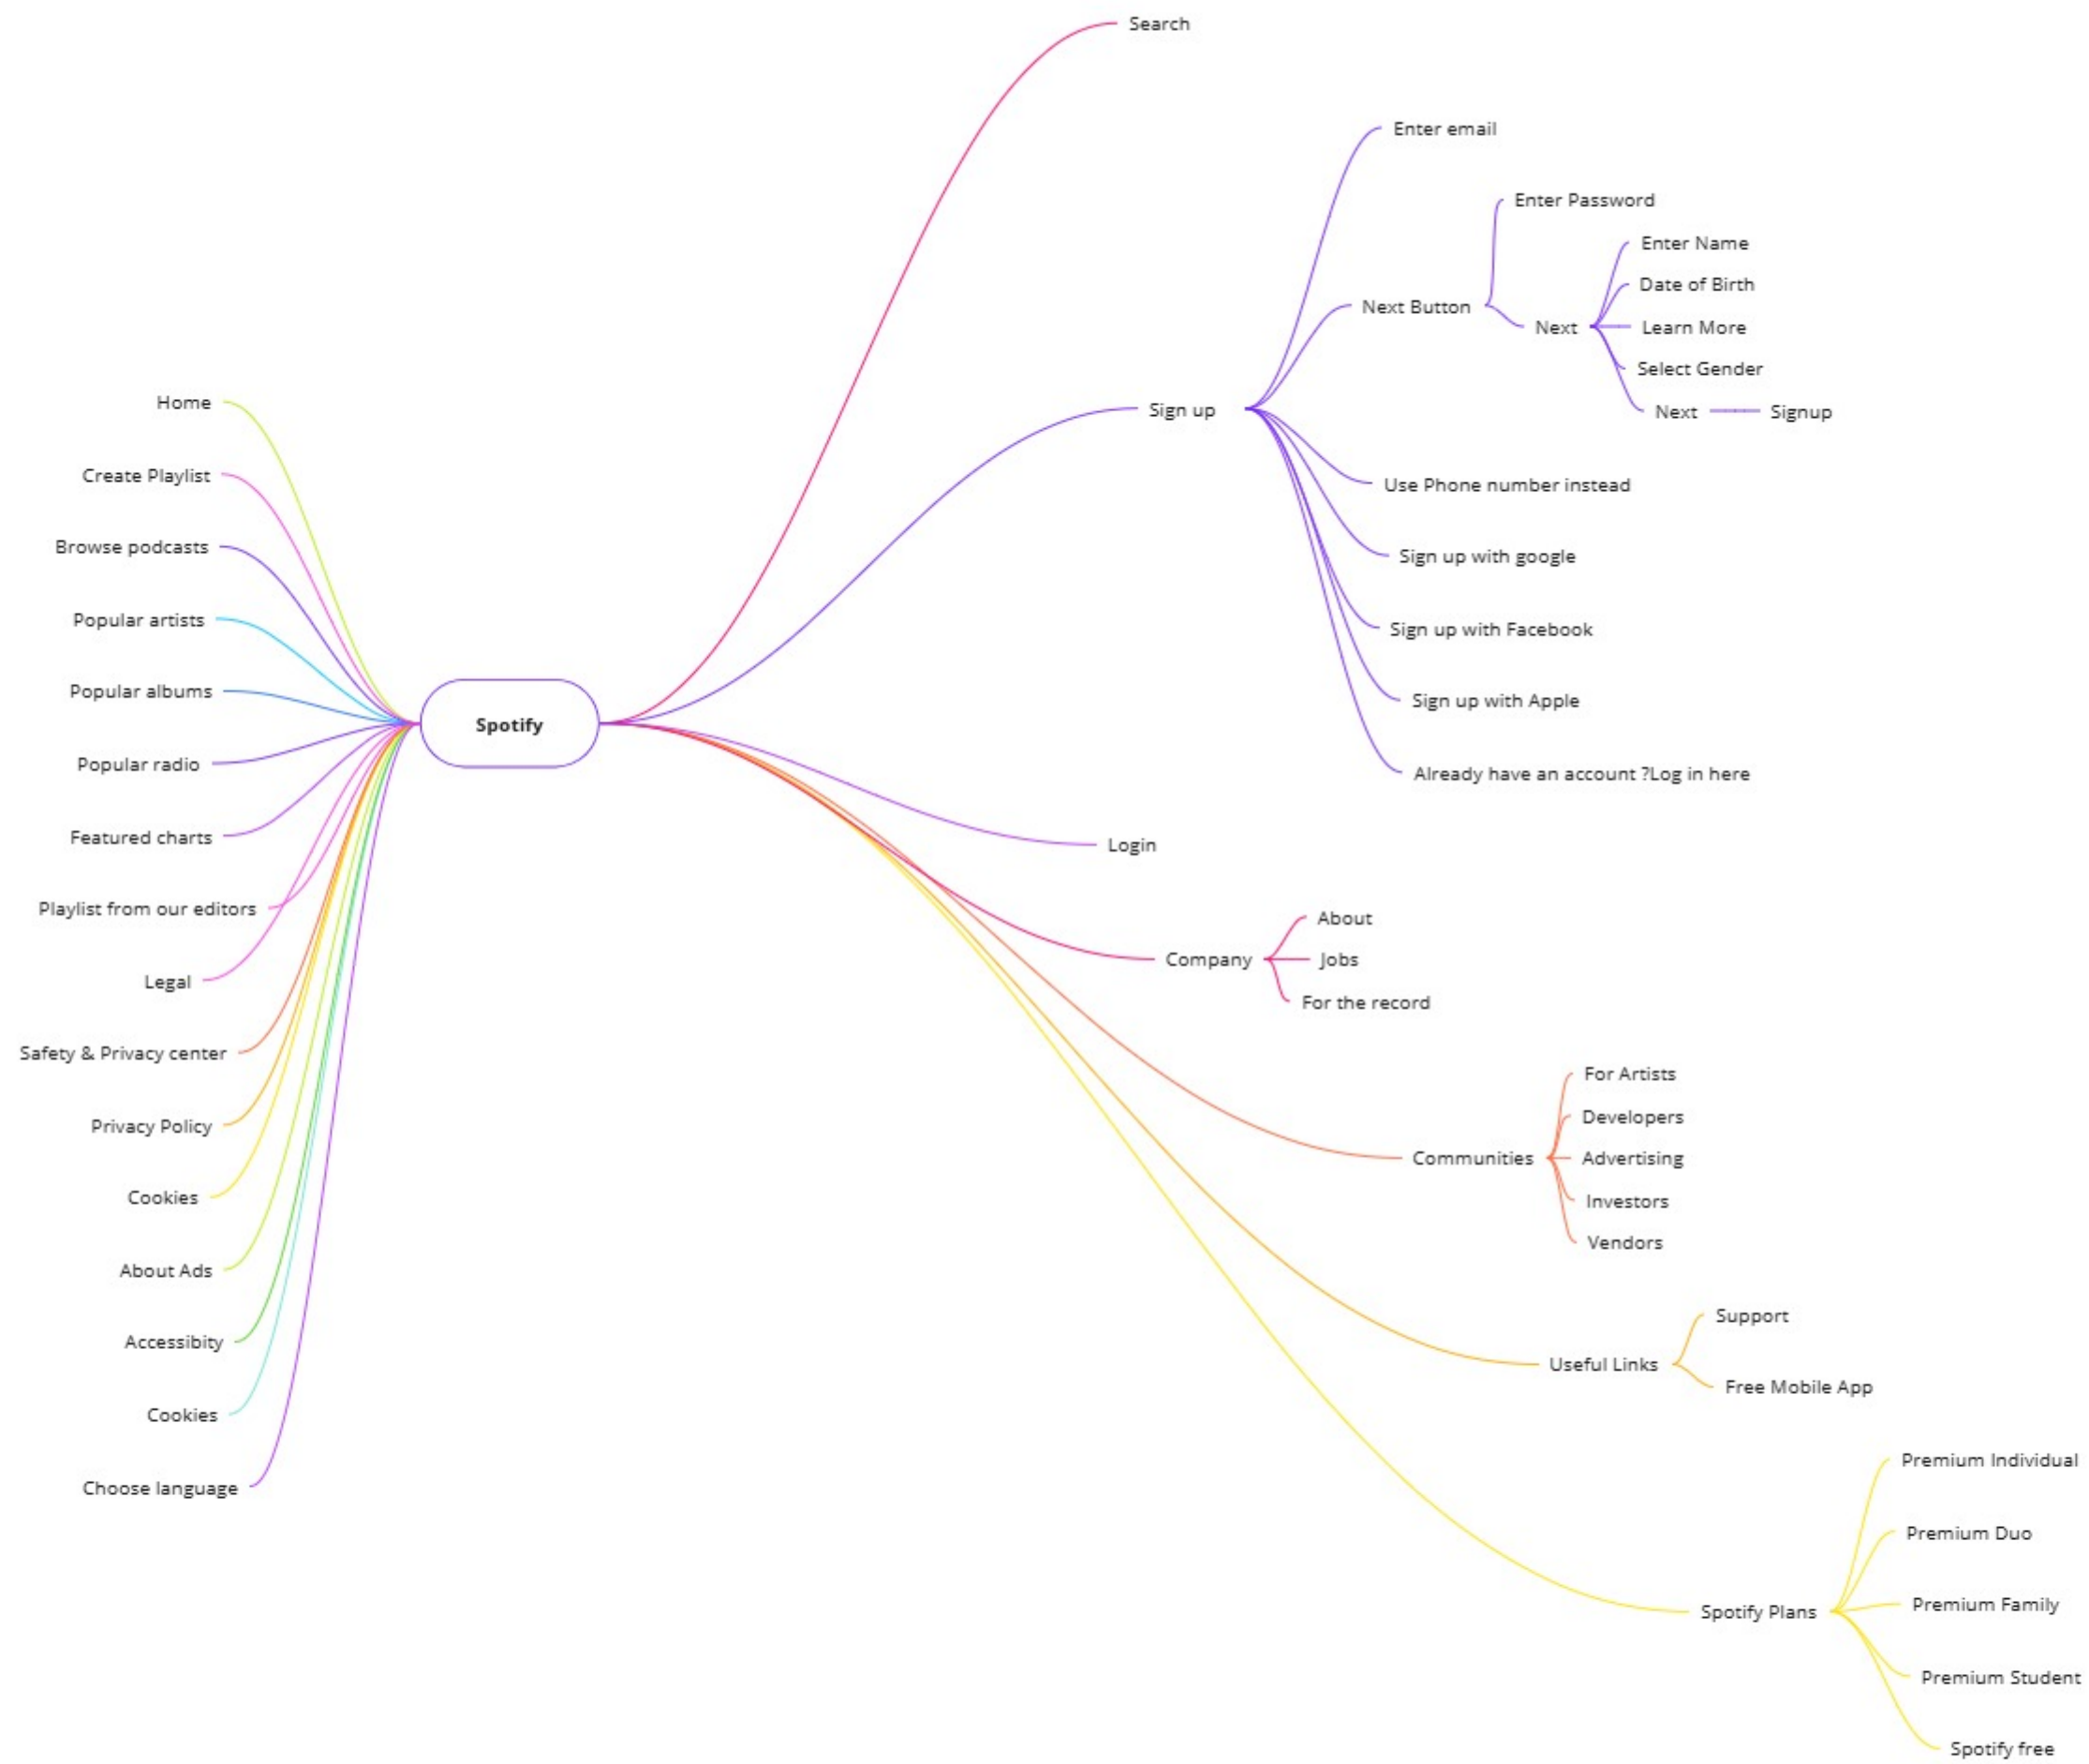 Spotify
Search
Sign up
Enter email
Next Button
Enter Password
Next
Enter Name
Date of Birth
Learn More
Select Gender
Next
Signup
Use Phone number instead
Sign up with google
Sign up with Facebook
Sign up with Apple
Already have an account ?Log in here
Login
Company
About
Jobs
For the record
Communities
For Artists
Developers
Advertising
Investors
Vendors
Useful Links
Support
Free Mobile App
Spotify Plans
Premium Individual
Premium Duo
Premium Family
Premium Student
Spotify free
Home
Create Playlist
Browse podcasts
Popular artists
Popular albums
Popular radio
Featured charts
Playlist from our editors
Legal
Safety & Privacy center
Privacy Policy
Cookies
About Ads
Accessibity
Cookies
Choose language